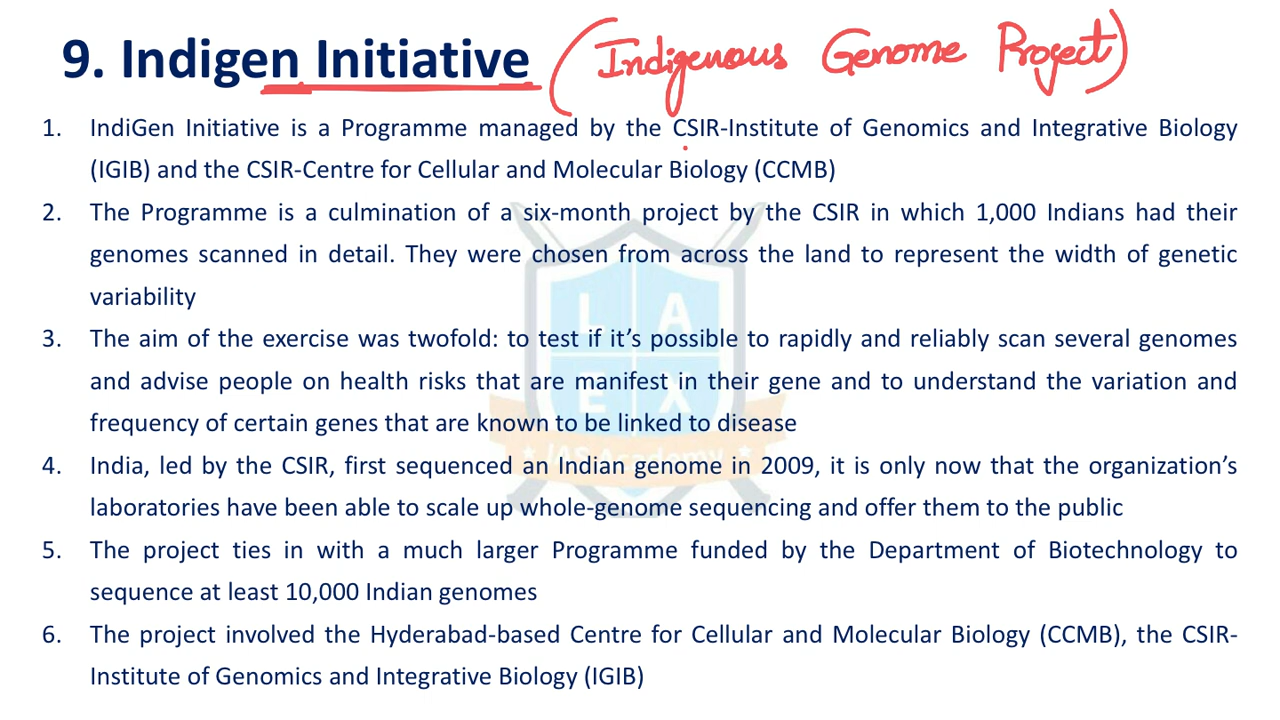 9. Indigen Initiative (Indigenous Genome Project)
1. IndiGen Initiative is a Programme managed by the CSIR-Institute of Genomics and Integrative Biology
(IGIB) and the CSIR-Centre for Cellular and Molecular Biology (CCMB)
2. The Programme is a culmination of a six-month project by the CSIR in which 1,000 Indians had their
genomes scanned in detail. They were chosen from across the land to represent the width of genetic
variability
3. The aim of the exercise was twofold: to test if it’s possible to rapidly and reliably scan several genomes
and advise people on health risks that are manifest in their gene and to understand the variation and
frequency of certain genes that are known to be linked to disease
4. India, led by the CSIR, first sequenced an Indian genome in 2009, it is only now that the organization’s
laboratories have been able to scale up whole-genome sequencing and offer them to the public
5. The project ties in with a much larger Programme funded by the Department of Biotechnology to
sequence at least 10,000 Indian genomes
6. The project involved the Hyderabad-based Centre for Cellular and Molecular Biology (CCMB), the CSIR-
Institute of Genomics and Integrative Biology (IGIB)
L A
E X
IAS Academy